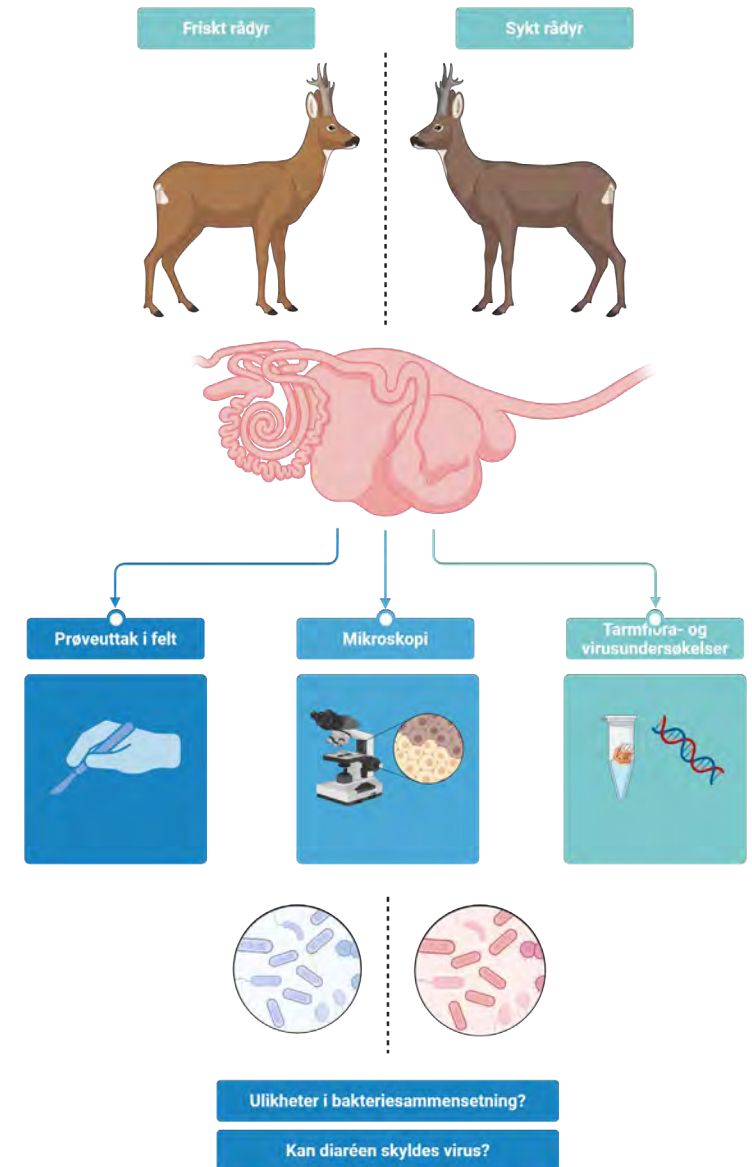 Friskt rådyr
Sykt rådyr
Prøveuttak i felt
Mikroskopi
Tarmflora- og
virusundersøkelser
Ulikheter i bakteriesammensetning?
Kan diaréen skyldes virus?